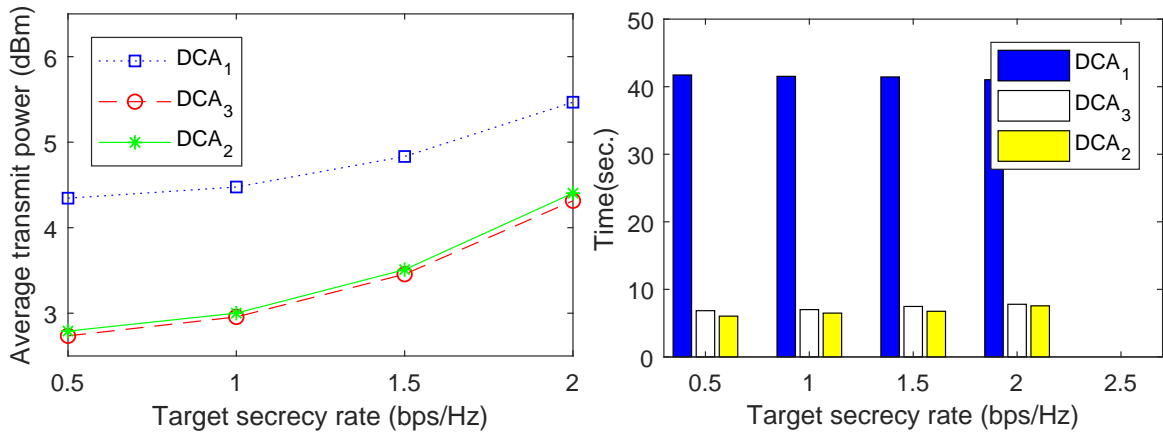 Average transmit power (dBm)
6
5
4
3
DCA₁
DCA₃
DCA₂
0.5 1 1.5 2
Target secrecy rate (bps/Hz)
Time(sec.)
50
40
30
20
10
0
DCA₁
DCA₃
DCA₂
0.5 1 1.5 2 2.5
Target secrecy rate (bps/Hz)